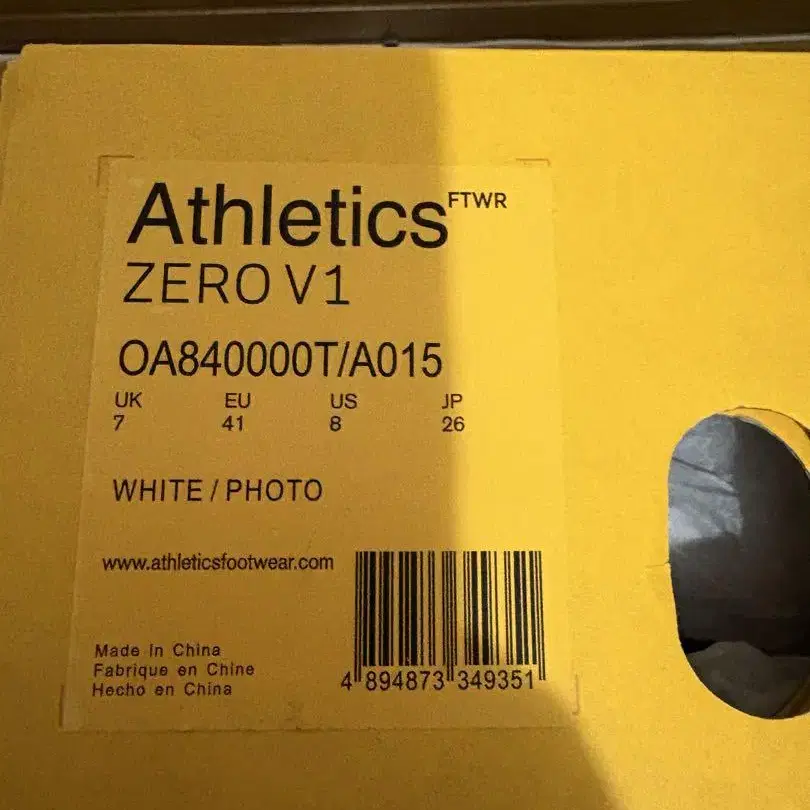 Athletics FTWR
ZERO V1
OA840000T/A015
UK EU US JP
7 41 8 26
WHITE / PHOTO
www.athleticsfootwear.com
Made in China
Fabrique en Chine
Hecho en China
4 894873 349351